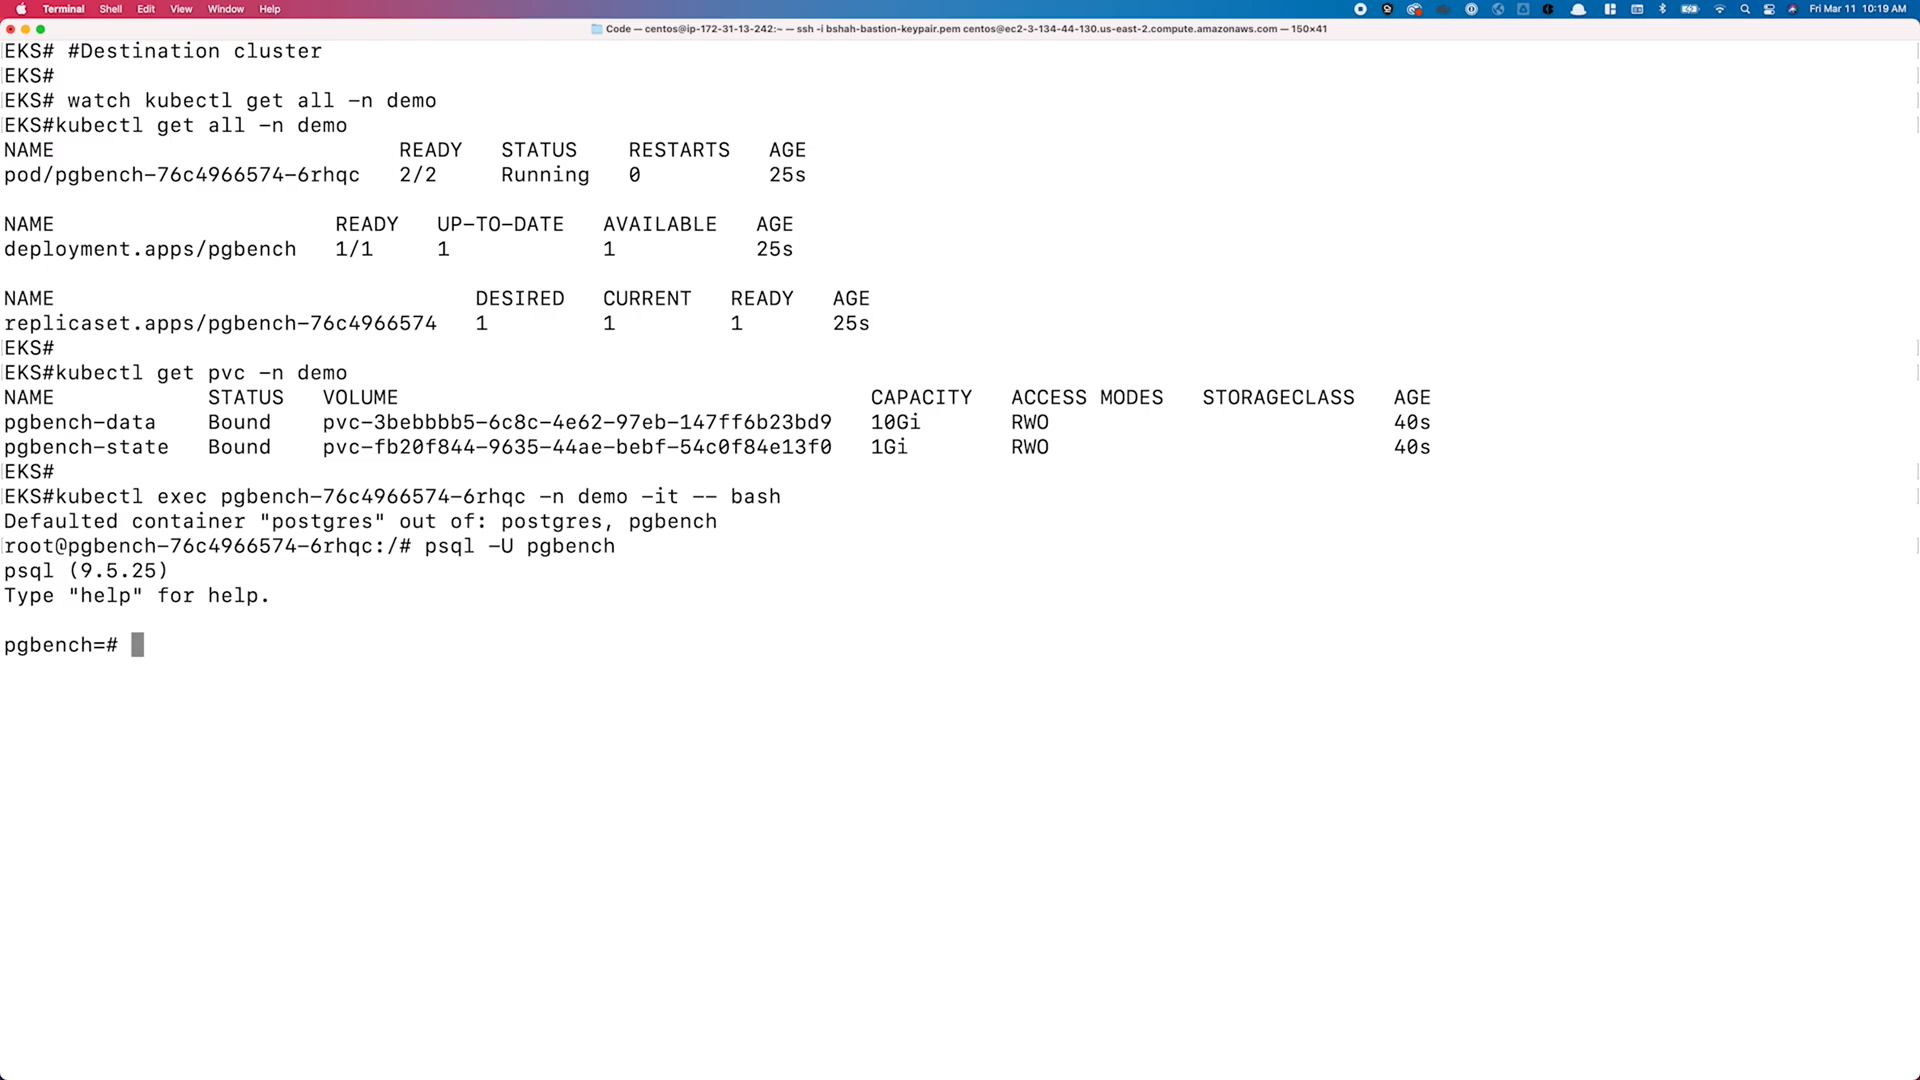 Terminal Shell Edit View Window Help Fri Mar 11 10:19 AM
Code — centos@ip-172-31-13-242:~ — ssh -i bshah-bastion-keypair.pem centos@ec2-3-134-44-130.us-east-2.compute.amazonaws.com — 150×41
EKS# #Destination cluster
EKS#
EKS# watch kubectl get all -n demo
EKS#kubectl get all -n demo
NAME READY STATUS RESTARTS AGE
pod/pgbench-76c4966574-6rhqc 2/2 Running 0 25s
NAME READY UP-TO-DATE AVAILABLE AGE
deployment.apps/pgbench 1/1 1 1 25s
NAME DESIRED CURRENT READY AGE
replicaset.apps/pgbench-76c4966574 1 1 1 25s
EKS#
EKS#kubectl get pvc -n demo
NAME STATUS VOLUME CAPACITY ACCESS MODES STORAGECLASS AGE
pgbench-data Bound pvc-3bebbbb5-6c8c-4e62-97eb-147ff6b23bd9 10Gi RWO 40s
pgbench-state Bound pvc-fb20f844-9635-44ae-bebf-54c0f84e13f0 1Gi RWO 40s
EKS#
EKS#kubectl exec pgbench-76c4966574-6rhqc -n demo -it -- bash
Defaulted container "postgres" out of: postgres, pgbench
root@pgbench-76c4966574-6rhqc:/# psql -U pgbench
psql (9.5.25)
Type "help" for help.
pgbench=#